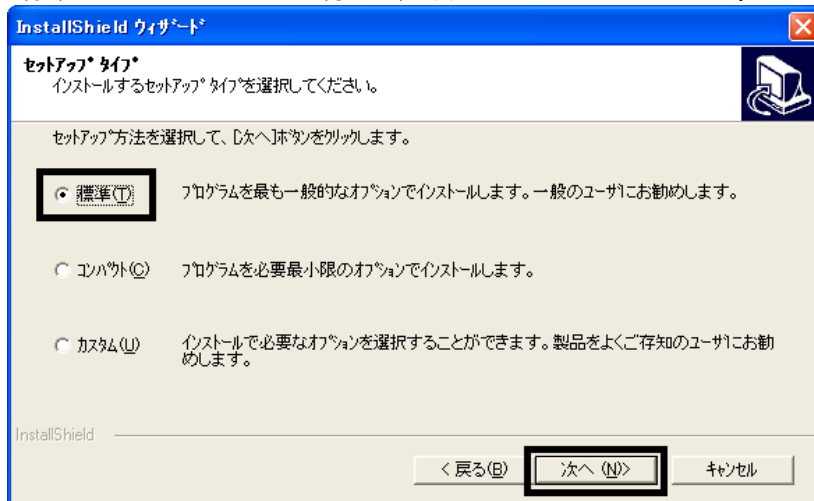 InstallShield ウィザード
セットアップ タイプ
インストールするセットアップ タイプを選択してください。
セットアップ方法を選択して、[次へ]ボタンをクリックします。
標準(T)
プログラムを最も一般的なオプションでインストールします。一般のユーザにお勧めします。
コンパクト(C)
プログラムを必要最小限のオプションでインストールします。
カスタム(U)
インストールで必要なオプションを選択することができます。製品をよくご存知のユーザにお勧
めします。
InstallShield
< 戻る(B)
次へ (N)>
キャンセル